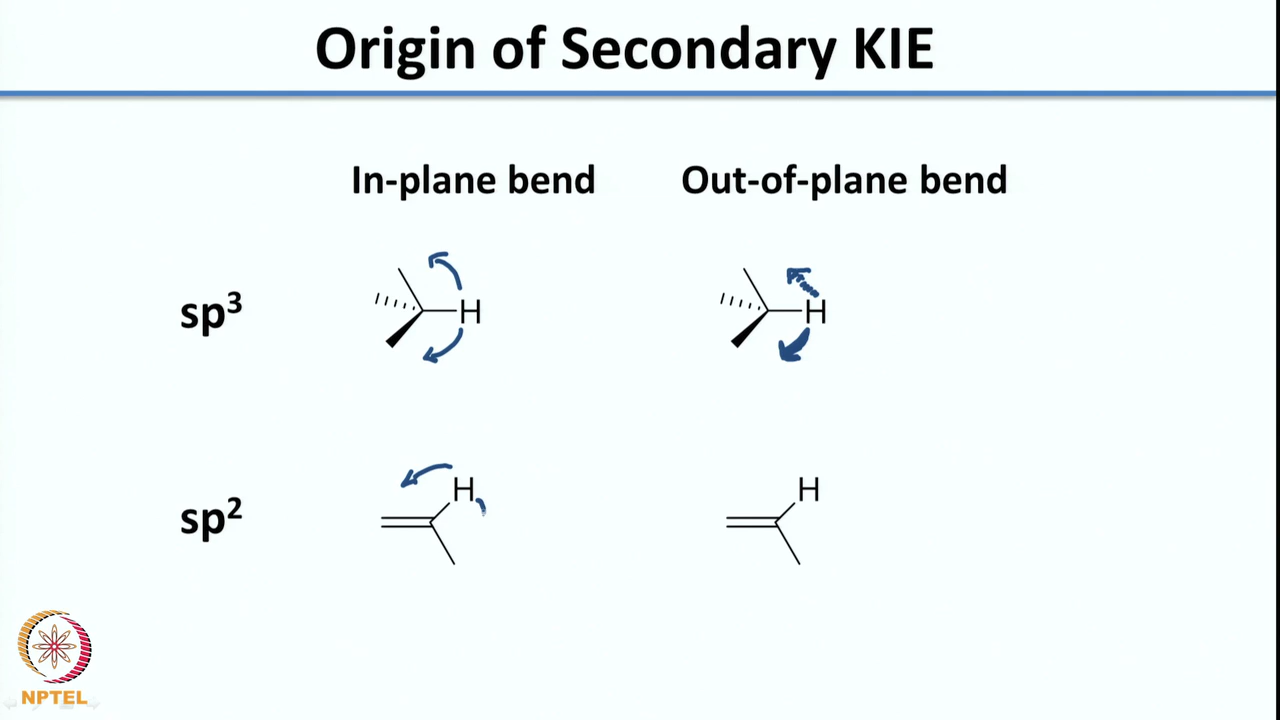 Origin of Secondary KIE
In-plane bend Out-of-plane bend
sp³ H H
H H
sp²
NPTEL